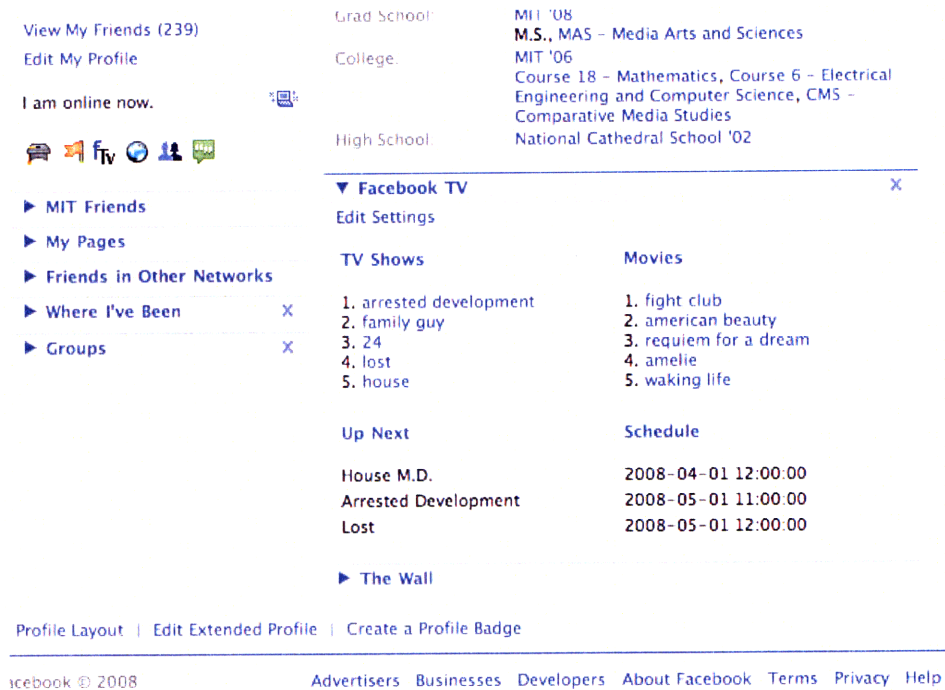 View My Friends (239)
Edit My Profile
I am online now.
fTV
MIT Friends
My Pages
Friends in Other Networks
Where I've Been X
Groups X
Grad School: MIT '08
M.S., MAS – Media Arts and Sciences
College: MIT '06
Course 18 – Mathematics, Course 6 – Electrical
Engineering and Computer Science, CMS –
Comparative Media Studies
High School: National Cathedral School '02
Facebook TV X
Edit Settings
TV Shows
1. arrested development
2. family guy
3. 24
4. lost
5. house
Movies
1. fight club
2. american beauty
3. requiem for a dream
4. amelie
5. waking life
Up Next Schedule
House M.D. 2008-04-01 12:00:00
Arrested Development 2008-05-01 11:00:00
Lost 2008-05-01 12:00:00
The Wall
Profile Layout | Edit Extended Profile | Create a Profile Badge
acebook © 2008 Advertisers Businesses Developers About Facebook Terms Privacy Help